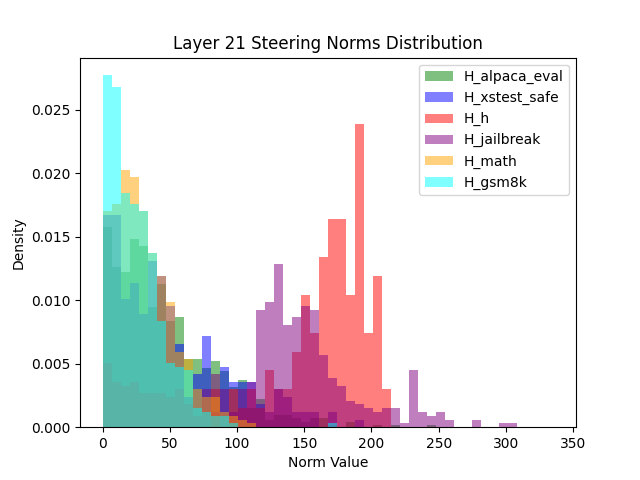 Layer 21 Steering Norms Distribution
H_alpaca_eval
H_xstest_safe
H_h
H_jailbreak
H_math
H_gsm8k
Density
0.025
0.020
0.015
0.010
0.005
0.000
0 50 100 150 200 250 300 350
Norm Value